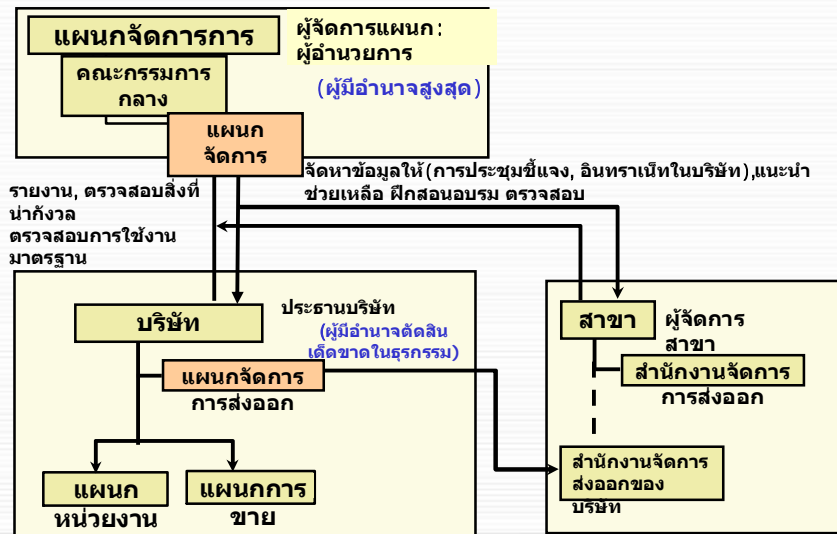 แผนกจัดการการ
ผู้จัดการแผนก:
ผู้อำนวยการ
(ผู้มีอำนาจสูงสุด)
คณะกรรมการ
กลาง
แผนก
จัดการ
จัดหาข้อมูลให้(การประชุมชี้แจง, อินทราเน็ทในบริษัท),แนะนำ
ช่วยเหลือ ฝึกสอนอบรม ตรวจสอบ
รายงาน, ตรวจสอบสิ่งที่
น่ากังวล
ตรวจสอบการใช้งาน
มาตรฐาน
บริษัท
ประธานบริษัท
(ผู้มีอำนาจตัดสิน
เด็ดขาดในธุรกรรม)
แผนกจัดการ
การส่งออก
แผนก
หน่วยงาน
แผนกการ
ขาย
สาขา
ผู้จัดการ
สาขา
สำนักงานจัดการ
การส่งออก
สำนักงานจัดการ
ส่งออกของ
บริษัท